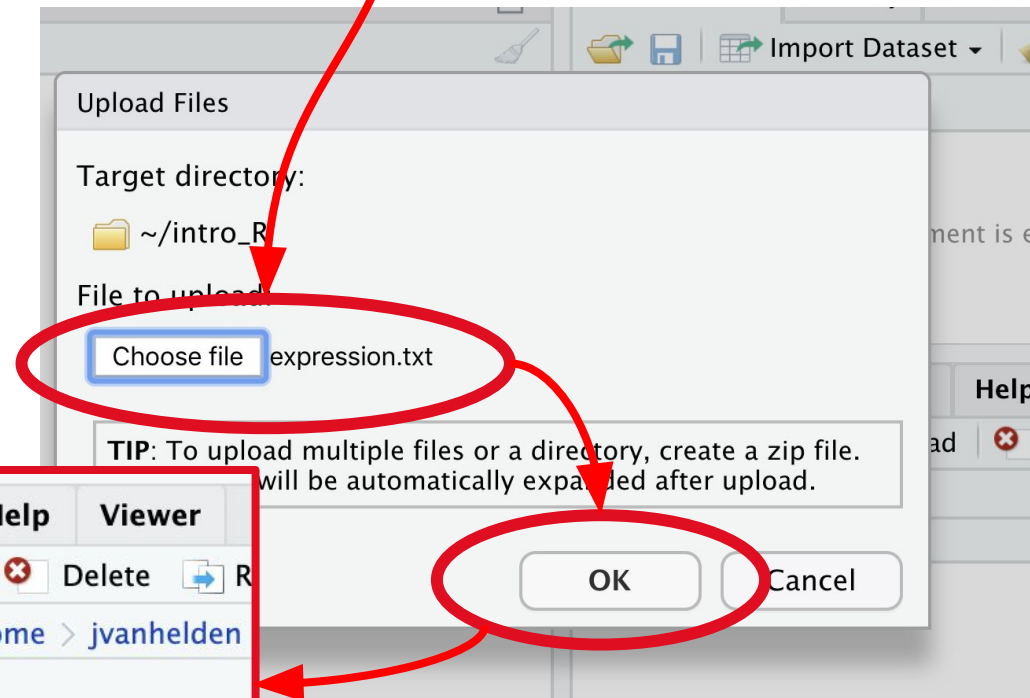 Import Dataset
Upload Files
Target directory:
~/intro_R
ment is
File to upload:
Choose file expression.txt
Help
TIP: To upload multiple files or a directory, create a zip file.
will be automatically expanded after upload.
ad
Help Viewer
Delete R
OK Cancel
ome > jvanhelden